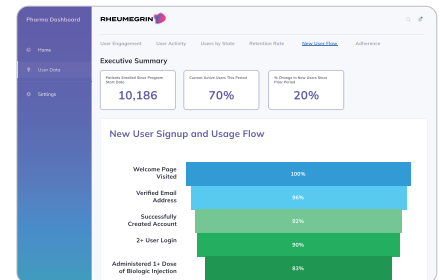 Pharma Dashboard
RHEUMEGRIN
Home
User Data
Settings
User Engagement User Activity Users by State Retention Rate New User Flow Adherence
Executive Summary
Patients Enrolled Since Program
Start Date
10,186
Current Active Users This Period
70%
% Change in New Users Since
Prior Period
20%
New User Signup and Usage Flow
Welcome Page
Visited
100%
Verified Email
Address
96%
Successfully
Created Account
92%
2+ User Login
90%
Administered 1+ Dose
of Biologic Injection
83%